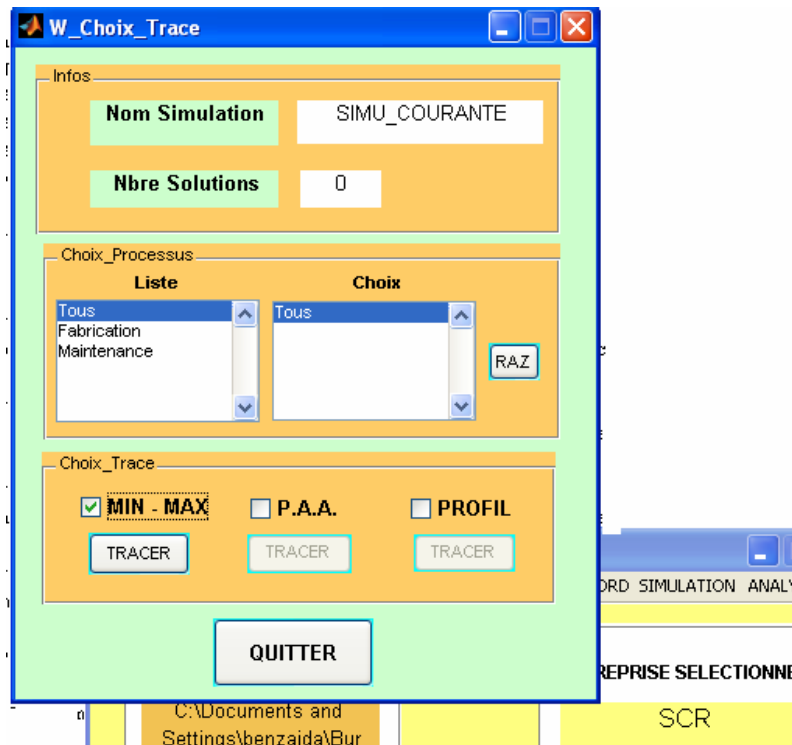 W_Choix_Trace
Infos
Nom Simulation SIMU_COURANTE
Nbre Solutions 0
Choix_Processus
Liste Choix
Tous Tous
Fabrication
Maintenance
RAZ
Choix_Trace
MIN - MAX P.A.A. PROFIL
TRACER TRACER TRACER
QUITTER
ORD SIMULATION ANALY
REPRISE SELECTIONNE
C:\Documents and
Settings\benzaida\Bur
SCR